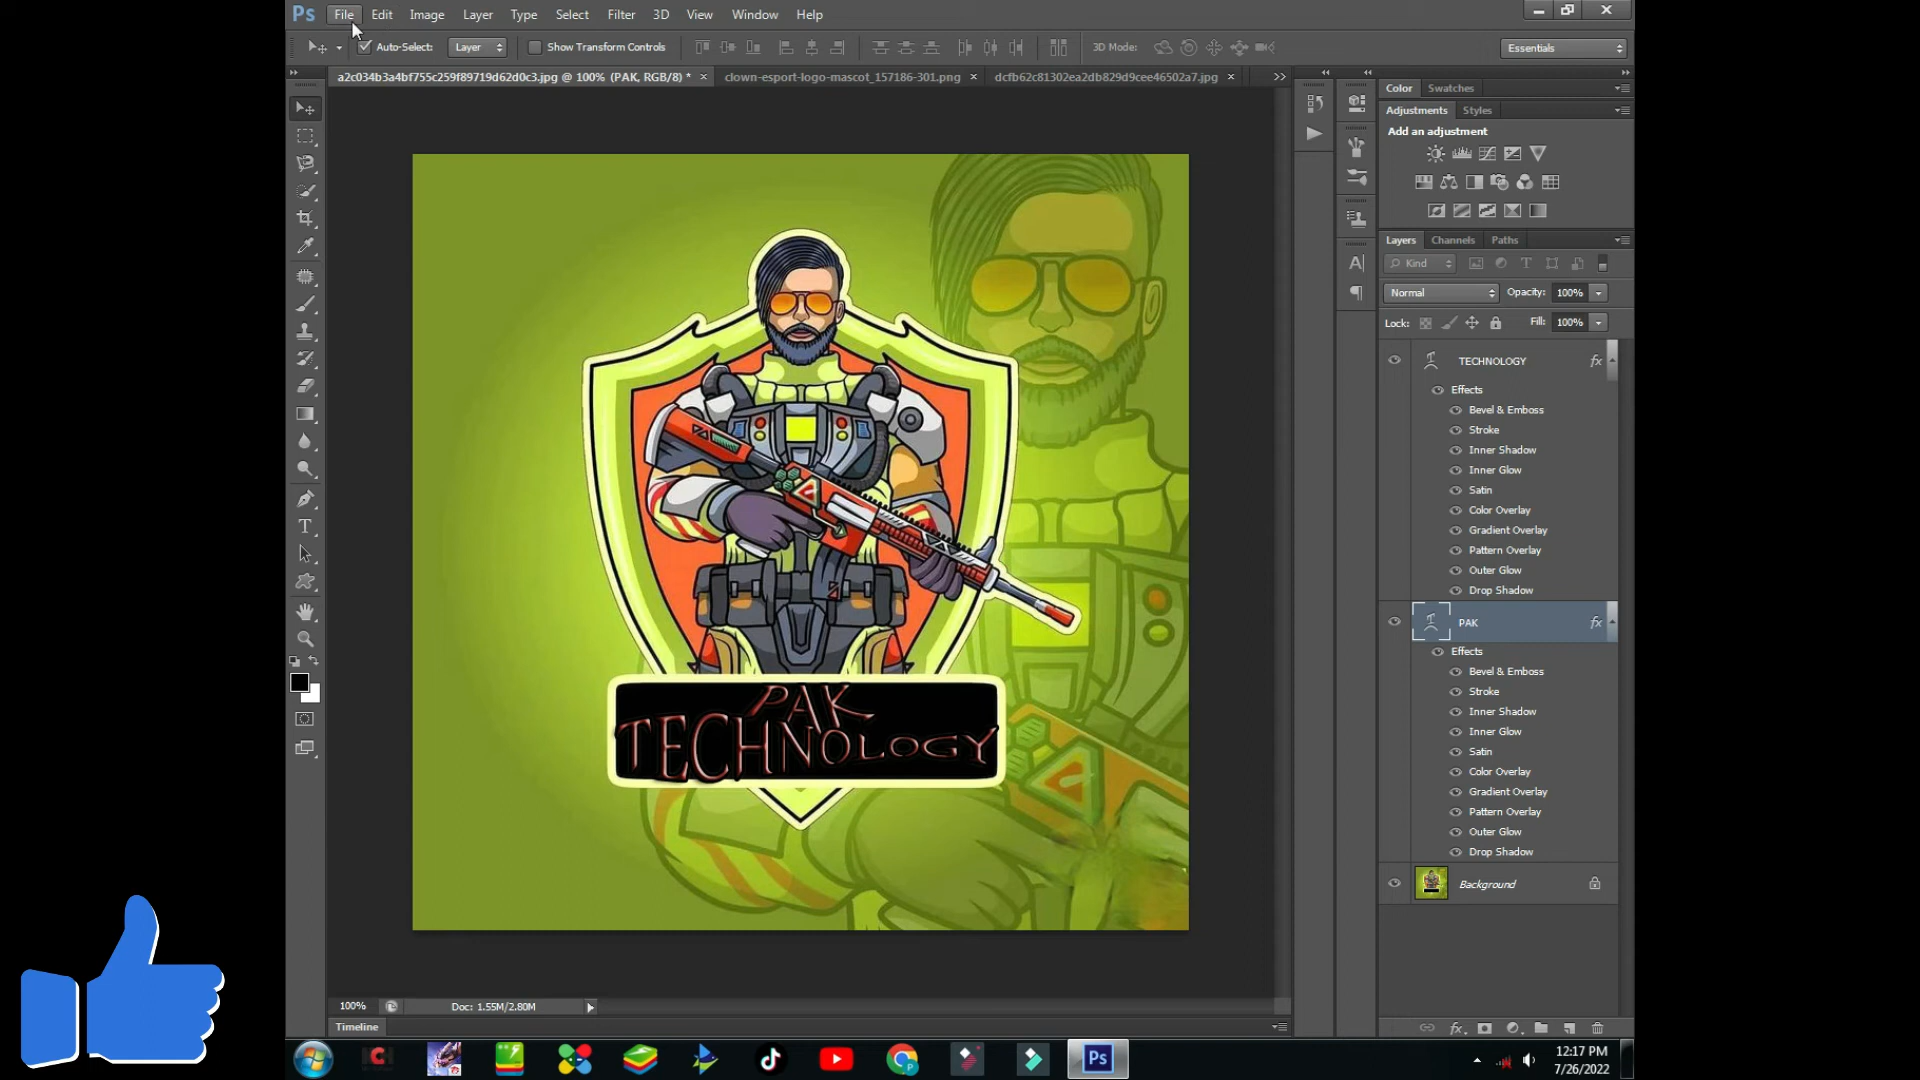 Ps File Edit Image Layer Type Select Filter 3D View Window Help
Auto-Select: Layer Show Transform Controls 3D Mode: Essentials
a2c034b3a4bf755c259f89719d62d0c3.jpg @ 100% (PAK, RGB/8) * clown-esport-logo-mascot_157186-301.png dcfb62c81302ea2db829d9cee46502a7.jpg
Color Swatches
Adjustments Styles
Add an adjustment
Layers Channels Paths
Kind
Normal Opacity: 100%
Lock: Fill: 100%
TECHNOLOGY fx
Effects
Bevel & Emboss
Stroke
Inner Shadow
Inner Glow
Satin
Color Overlay
Gradient Overlay
Pattern Overlay
Outer Glow
Drop Shadow
PAK fx
Effects
Bevel & Emboss
Stroke
Inner Shadow
Inner Glow
Satin
Color Overlay
Gradient Overlay
Pattern Overlay
Outer Glow
Drop Shadow
Background
PAK
TECHNOLOGY
100% Doc: 1.55M/2.80M
Timeline
fx
Ps
12:17 PM
7/26/2022